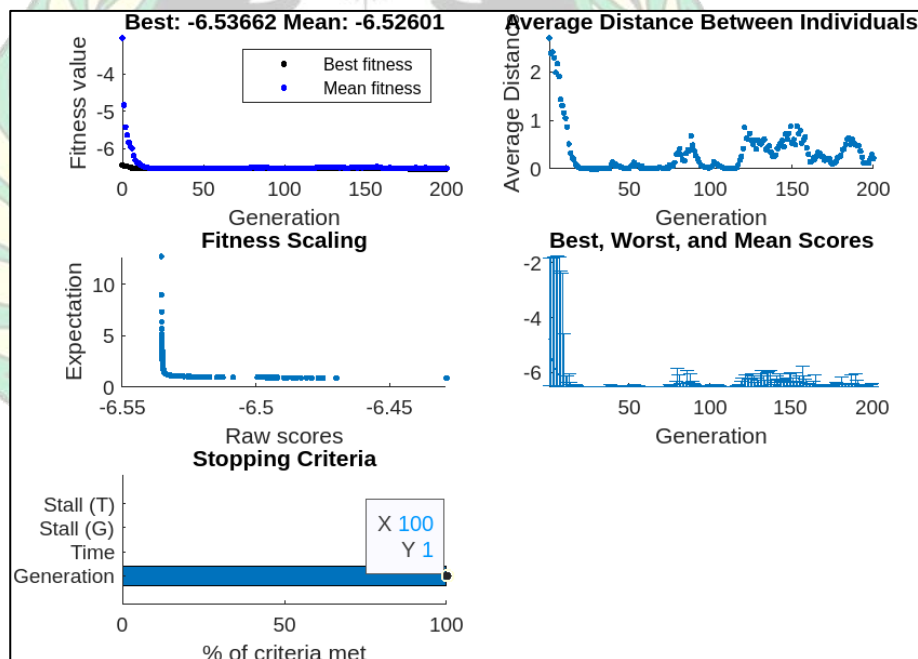 Best: -6.53662 Mean: -6.52601
Fitness value
-4
-5
-6
Best fitness
Mean fitness
0 50 100 150 200
Generation
Average Distance Between Individuals
Average Distance
2
1
0
50 100 150 200
Generation
Fitness Scaling
Expectation
10
5
0
-6.55 -6.5 -6.45
Raw scores
Best, Worst, and Mean Scores
-2
-4
-6
50 100 150 200
Generation
Stopping Criteria
Stall (T)
Stall (G)
Time
Generation
X 100
Y 1
0 50 100
% of criteria met